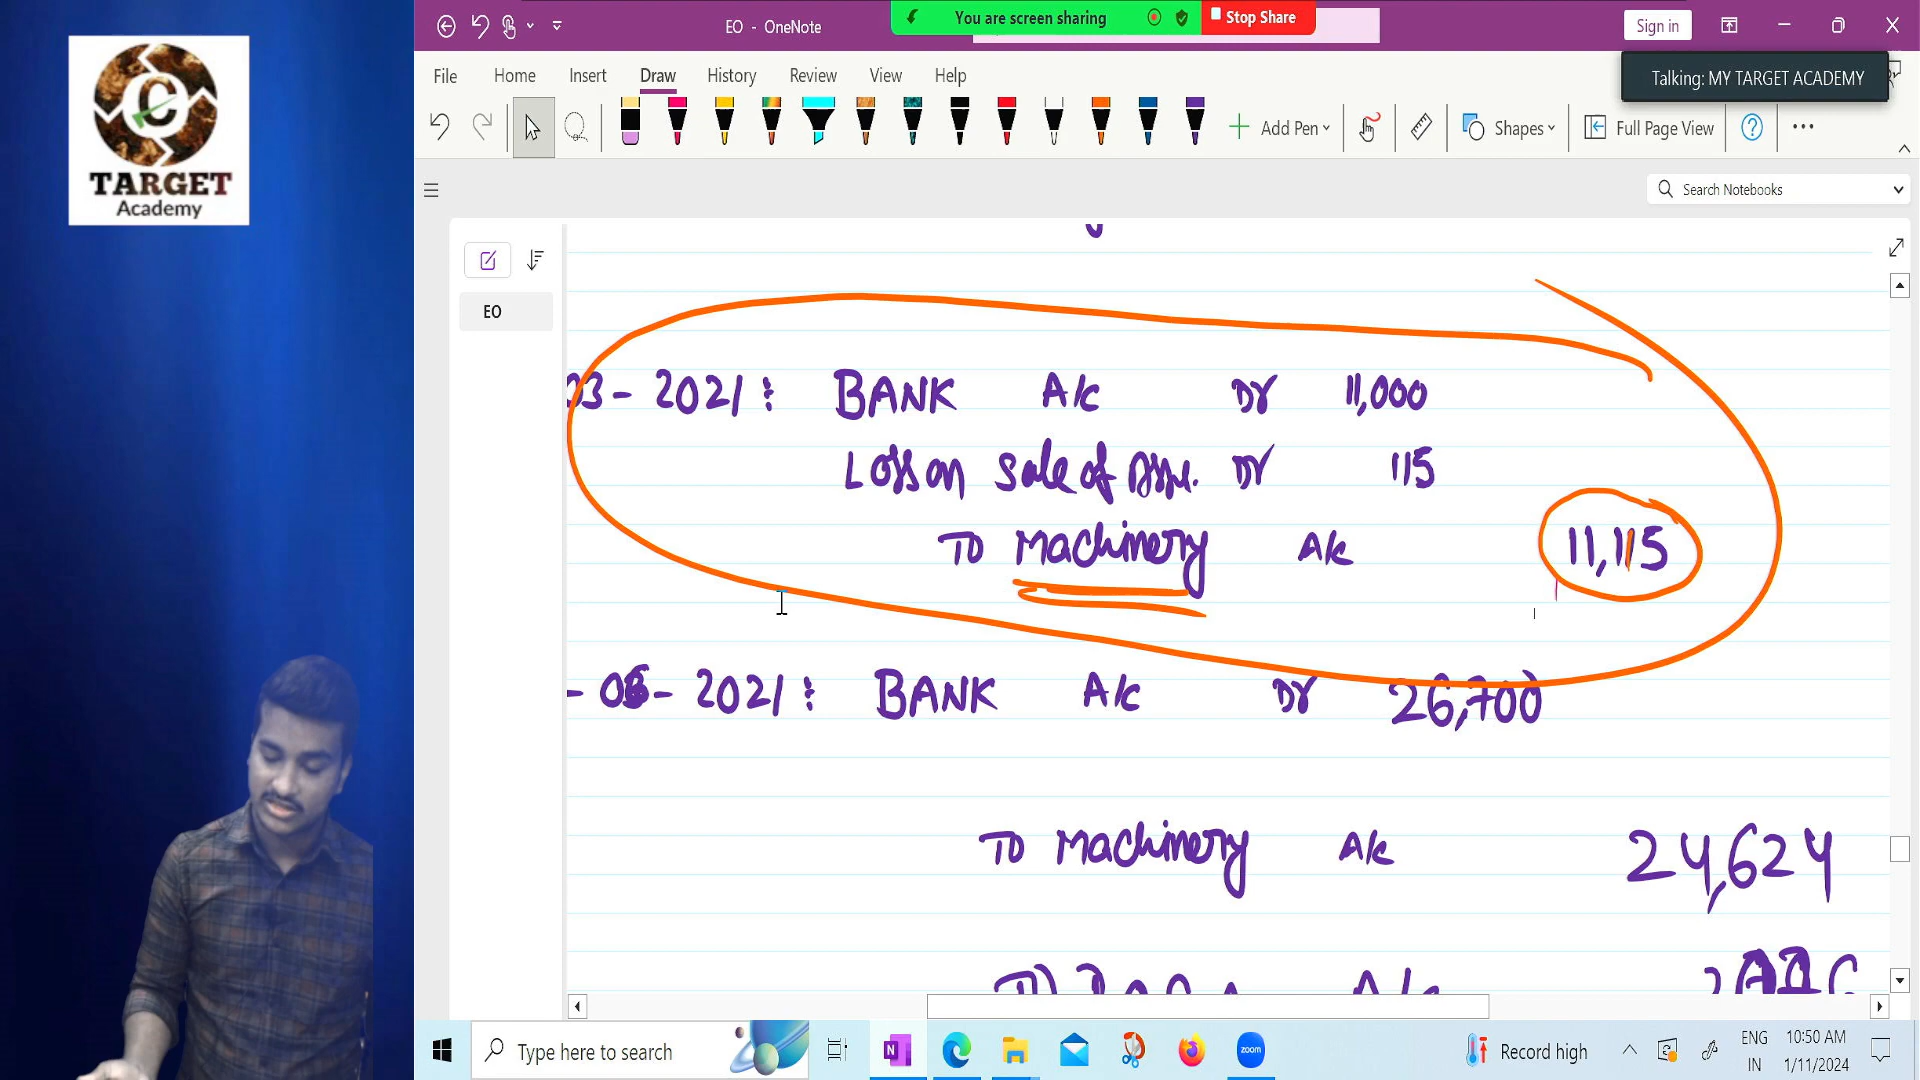 TARGET
Academy
EO - OneNote
You are screen sharing
Stop Share
Sign in
File Home Insert Draw History Review View Help
Talking: MY TARGET ACADEMY
Add Pen
Shapes
Full Page View
Search Notebooks
EO
03 - 2021 : BANK A/c Dr 11,000
Loss on Sale of
Dr 115
To Machinery A/c 11,115
- 06 - 2021 : BANK A/c Dr 26,700
To Machinery A/c 24,624
A/c
Type here to search
zoom
Record high
ENG
IN
10:50 AM
1/11/2024